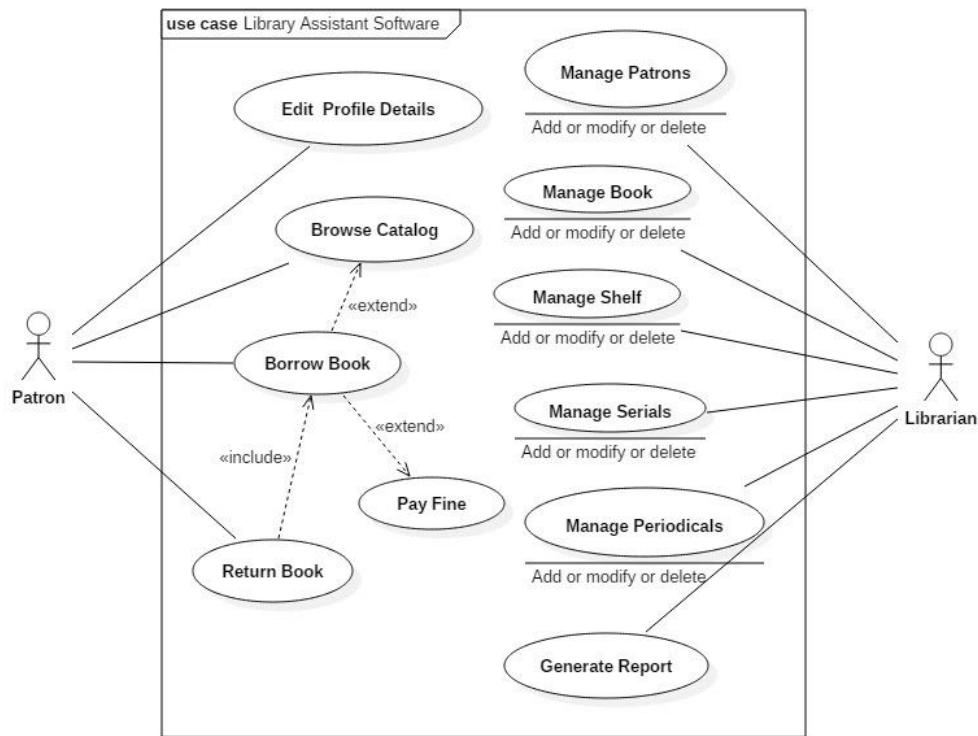 use case Library Assistant Software
Edit Profile Details
Manage Patrons
Add or modify or delete
Browse Catalog
Manage Book
Add or modify or delete
«extend»
Manage Shelf
Add or modify or delete
Borrow Book
Patron
Librarian
Manage Serials
Add or modify or delete
«extend»
«include»
Pay Fine
Manage Periodicals
Add or modify or delete
Return Book
Generate Report